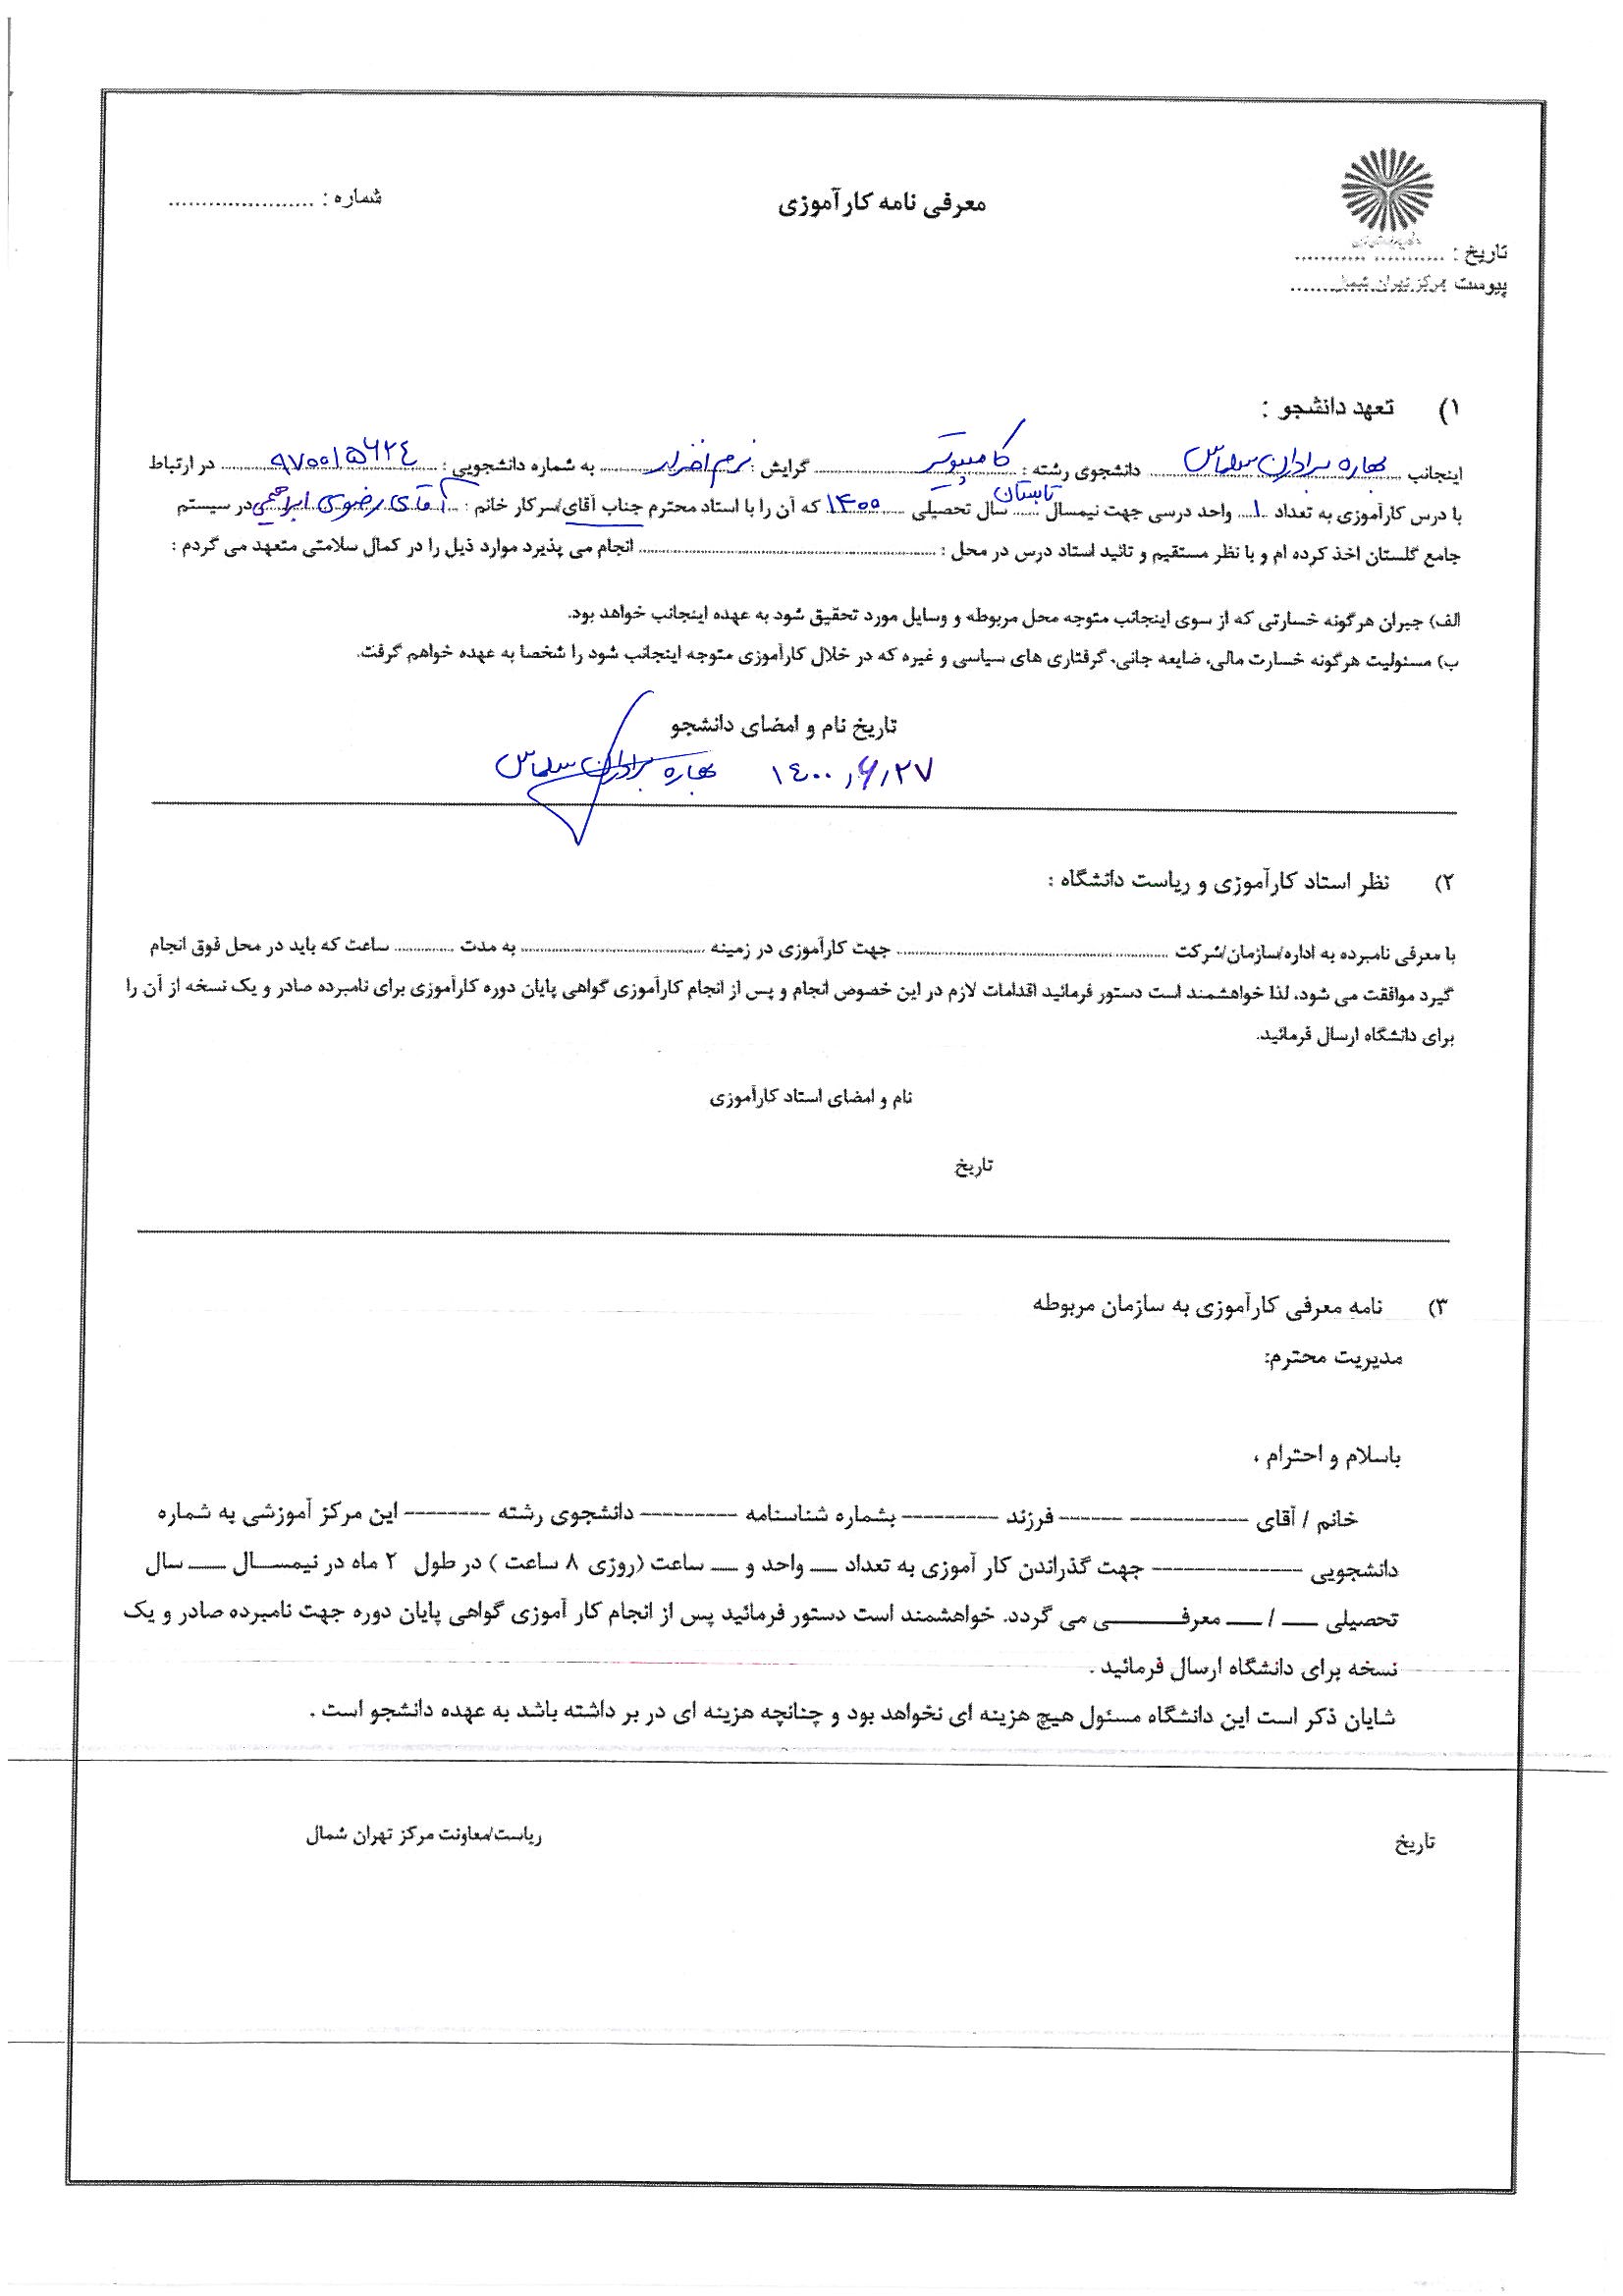 معرفی نامه کارآموزی
شماره : ......................
تاریخ : ......................
پیوست مرکز تهران شمال
۱) تعهد دانشجو :
اینجانب بهاره برادران سلماسی دانشجوی رشته : کامپیوتر گرایش : نرم افزار به شماره دانشجویی : ۹۷۰۰۱۵۶۲۴ در ارتباط
با درس کارآموزی به تعداد ۱ واحد درسی جهت نیمسال تابستان سال تحصیلی ۱۴۰۰ که آن را با استاد محترم جناب آقای/سرکار خانم : آقای رضوی ابراهیمی در سیستم
جامع گلستان اخذ کرده ام و با نظر مستقیم و تائید استاد درس در محل : ........................ انجام می پذیرد موارد ذیل را در کمال سلامتی متعهد می گردم :
الف) جبران هرگونه خسارتی که از سوی اینجانب متوجه محل مربوطه و وسایل مورد تحقیق شود به عهده اینجانب خواهد بود.
ب) مسئولیت هرگونه خسارت مالی، ضایعه جانی، گرفتاری های سیاسی و غیره که در خلال کارآموزی متوجه اینجانب شود را شخصا به عهده خواهم گرفت.
تاریخ نام و امضای دانشجو
۱۴۰۰,۶,۲۷ بهاره برادران سلماسی
۲) نظر استاد کارآموزی و ریاست دانشگاه :
با معرفی نامبرده به اداره/سازمان/شرکت ........................ جهت کارآموزی در زمینه ........................ به مدت ............ ساعت که باید در محل فوق انجام
گیرد موافقت می شود، لذا خواهشمند است دستور فرمائید اقدامات لازم در این خصوص انجام و پس از انجام کارآموزی گواهی پایان دوره کارآموزی برای نامبرده صادر و یک نسخه از آن را
برای دانشگاه ارسال فرمائید.
نام و امضای استاد کارآموزی
تاریخ
۳) نامه معرفی کارآموزی به سازمان مربوطه
مدیریت محترم:
باسلام و احترام ،
خانم / آقای ----------- ------ فرزند --------- بشماره شناسنامه --------- دانشجوی رشته -------- این مرکز آموزشی به شماره
دانشجویی -------------- جهت گذراندن کار آموزی به تعداد ___ واحد و ___ ساعت (روزی ۸ ساعت ) در طول ۲ ماه در نیمسال ____ سال
تحصیلی ___ / ___ معرفی می گردد. خواهشمند است دستور فرمائید پس از انجام کار آموزی گواهی پایان دوره جهت نامبرده صادر و یک
نسخه برای دانشگاه ارسال فرمائید .
شایان ذکر است این دانشگاه مسئول هیچ هزینه ای نخواهد بود و چنانچه هزینه ای در بر داشته باشد به عهده دانشجو است .
تاریخ
ریاست/معاونت مرکز تهران شمال